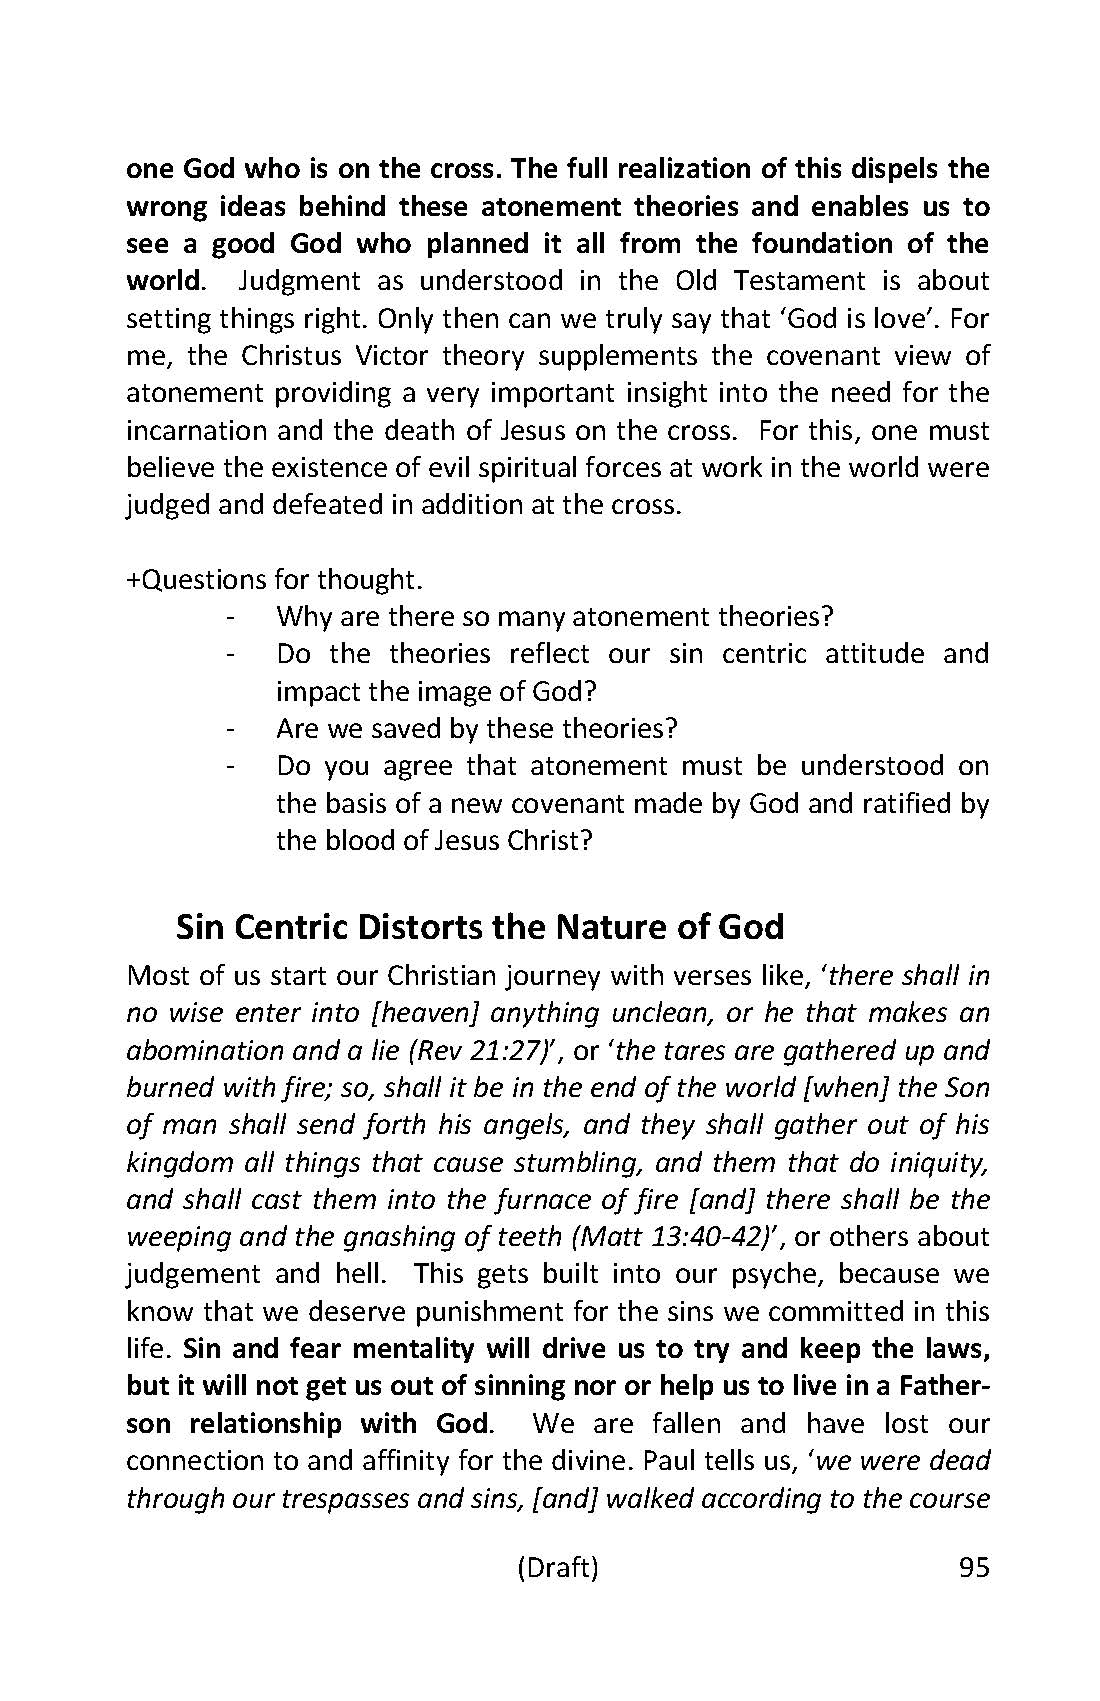 one God who is on the cross. The full realization of this dispels the
wrong ideas behind these atonement theories and enables us to
see a good God who planned it all from the foundation of the
world. Judgment as understood in the Old Testament is about
setting things right. Only then can we truly say that ‘God is love’. For
me, the Christus Victor theory supplements the covenant view of
atonement providing a very important insight into the need for the
incarnation and the death of Jesus on the cross. For this, one must
believe the existence of evil spiritual forces at work in the world were
judged and defeated in addition at the cross.
+Questions for thought.
- Why are there so many atonement theories?
- Do the theories reflect our sin centric attitude and
impact the image of God?
- Are we saved by these theories?
- Do you agree that atonement must be understood on
the basis of a new covenant made by God and ratified by
the blood of Jesus Christ?
Sin Centric Distorts the Nature of God
Most of us start our Christian journey with verses like, ‘there shall in
no wise enter into [heaven] anything unclean, or he that makes an
abomination and a lie (Rev 21:27)’, or ‘the tares are gathered up and
burned with fire; so, shall it be in the end of the world [when] the Son
of man shall send forth his angels, and they shall gather out of his
kingdom all things that cause stumbling, and them that do iniquity,
and shall cast them into the furnace of fire [and] there shall be the
weeping and the gnashing of teeth (Matt 13:40-42)’, or others about
judgement and hell. This gets built into our psyche, because we
know that we deserve punishment for the sins we committed in this
life. Sin and fear mentality will drive us to try and keep the laws,
but it will not get us out of sinning nor or help us to live in a Father-
son relationship with God. We are fallen and have lost our
connection to and affinity for the divine. Paul tells us, ‘we were dead
through our trespasses and sins, [and] walked according to the course
(Draft) 95